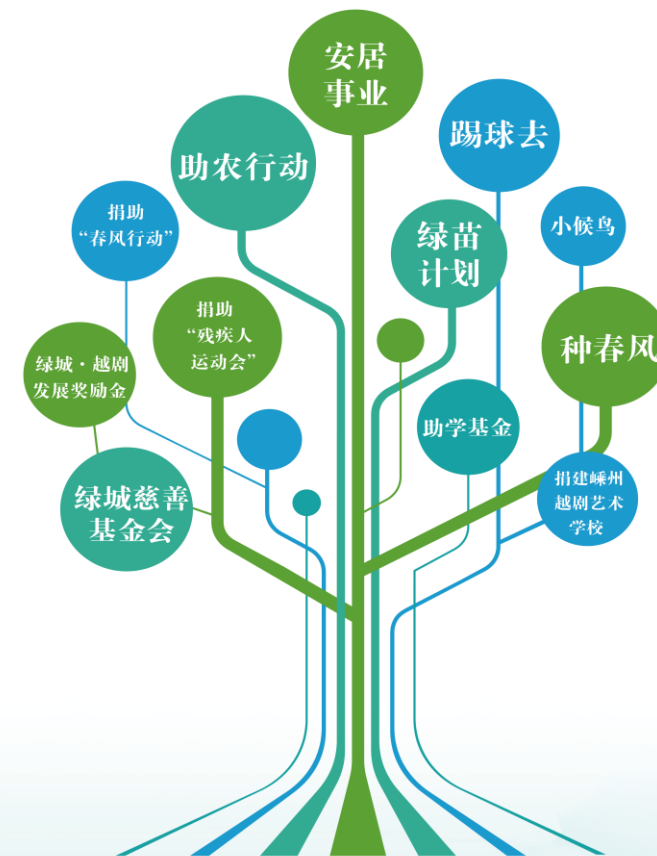 安居
事业
踢球去
助农行动
捐助
“春风行动”
绿苗
计划
小候鸟
捐助
“残疾人
运动会”
种春风
绿城·越剧
发展奖励金
助学基金
绿城慈善
基金会
捐建嵊州
越剧艺术
学校